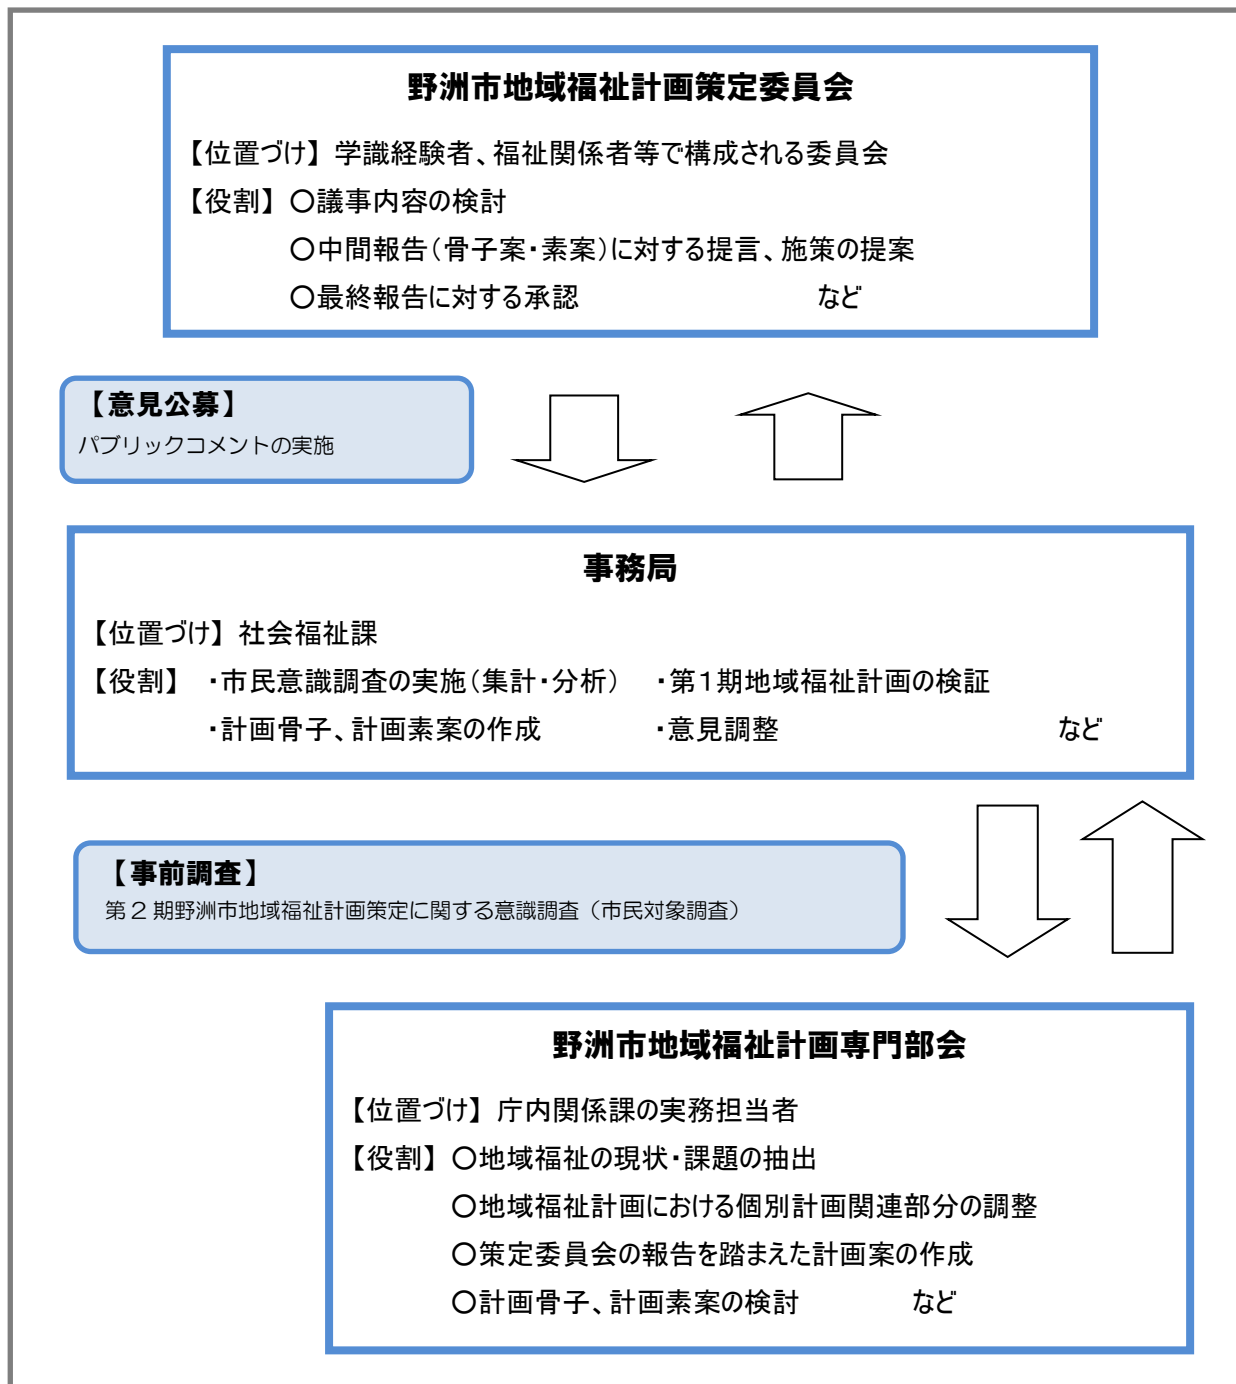 野洲市地域福祉計画策定委員会
【位置づけ】学識経験者、福祉関係者等で構成される委員会
【役割】〇議事内容の検討
〇中間報告(骨子案・素案)に対する提言、施策の提案
〇最終報告に対する承認 など
【意見公募】
パブリックコメントの実施
事務局
【位置づけ】社会福祉課
【役割】 ・市民意識調査の実施(集計・分析) ・第1期地域福祉計画の検証
・計画骨子、計画素案の作成 ・意見調整 など
【事前調査】
第2期野洲市地域福祉計画策定に関する意識調査(市民対象調査)
野洲市地域福祉計画専門部会
【位置づけ】庁内関係課の実務担当者
【役割】〇地域福祉の現状・課題の抽出
〇地域福祉計画における個別計画関連部分の調整
〇策定委員会の報告を踏まえた計画案の作成
〇計画骨子、計画素案の検討 など